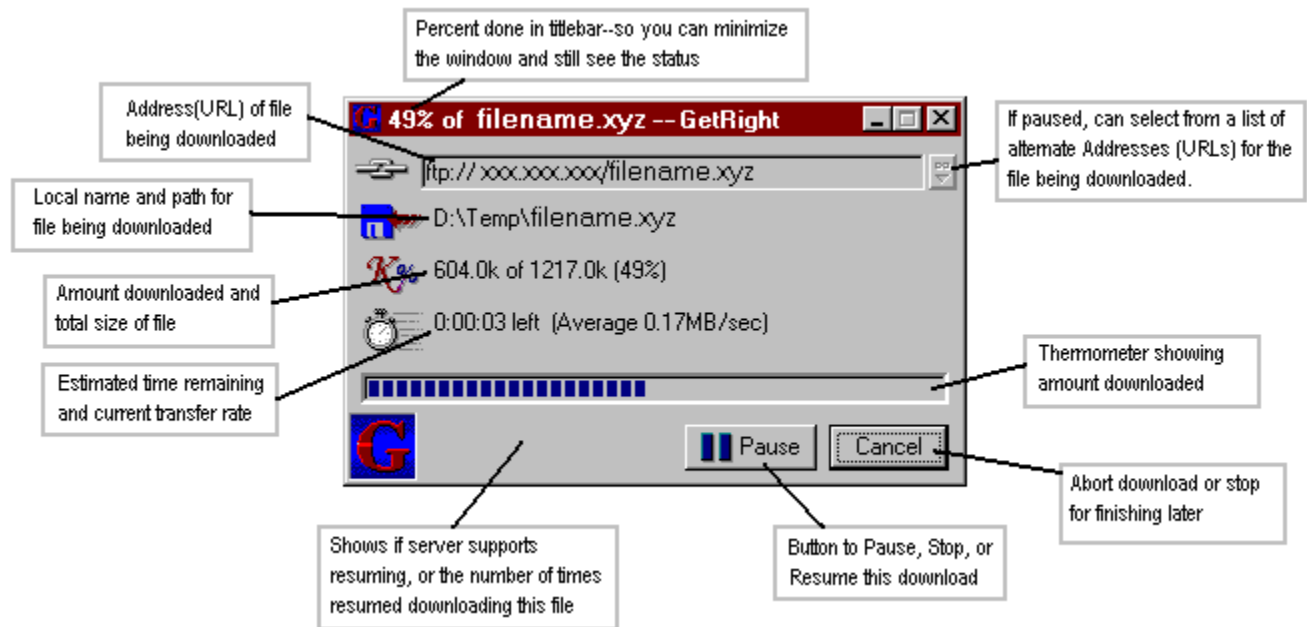 Percent done in titlebar--so you can minimize
the window and still see the status
Address(URL) of file
being downloaded
G 49% of filename.xyz -- GetRight
If paused, can select from a list of
alternate Addresses (URLs) for the
file being downloaded.
ftp:// xxx.xxx.xxx/filename.xyz
Local name and path for
file being downloaded
D:\Temp\filename.xyz
K% 604.0k of 1217.0k (49%)
Amount downloaded and
total size of file
0:00:03 left (Average 0.17MB/sec)
Estimated time remaining
and current transfer rate
Thermometer showing
amount downloaded
G
Pause
Cancel
Abort download or stop
for finishing later
Shows if server supports
resuming, or the number of times
resumed downloading this file
Button to Pause, Stop, or
Resume this download